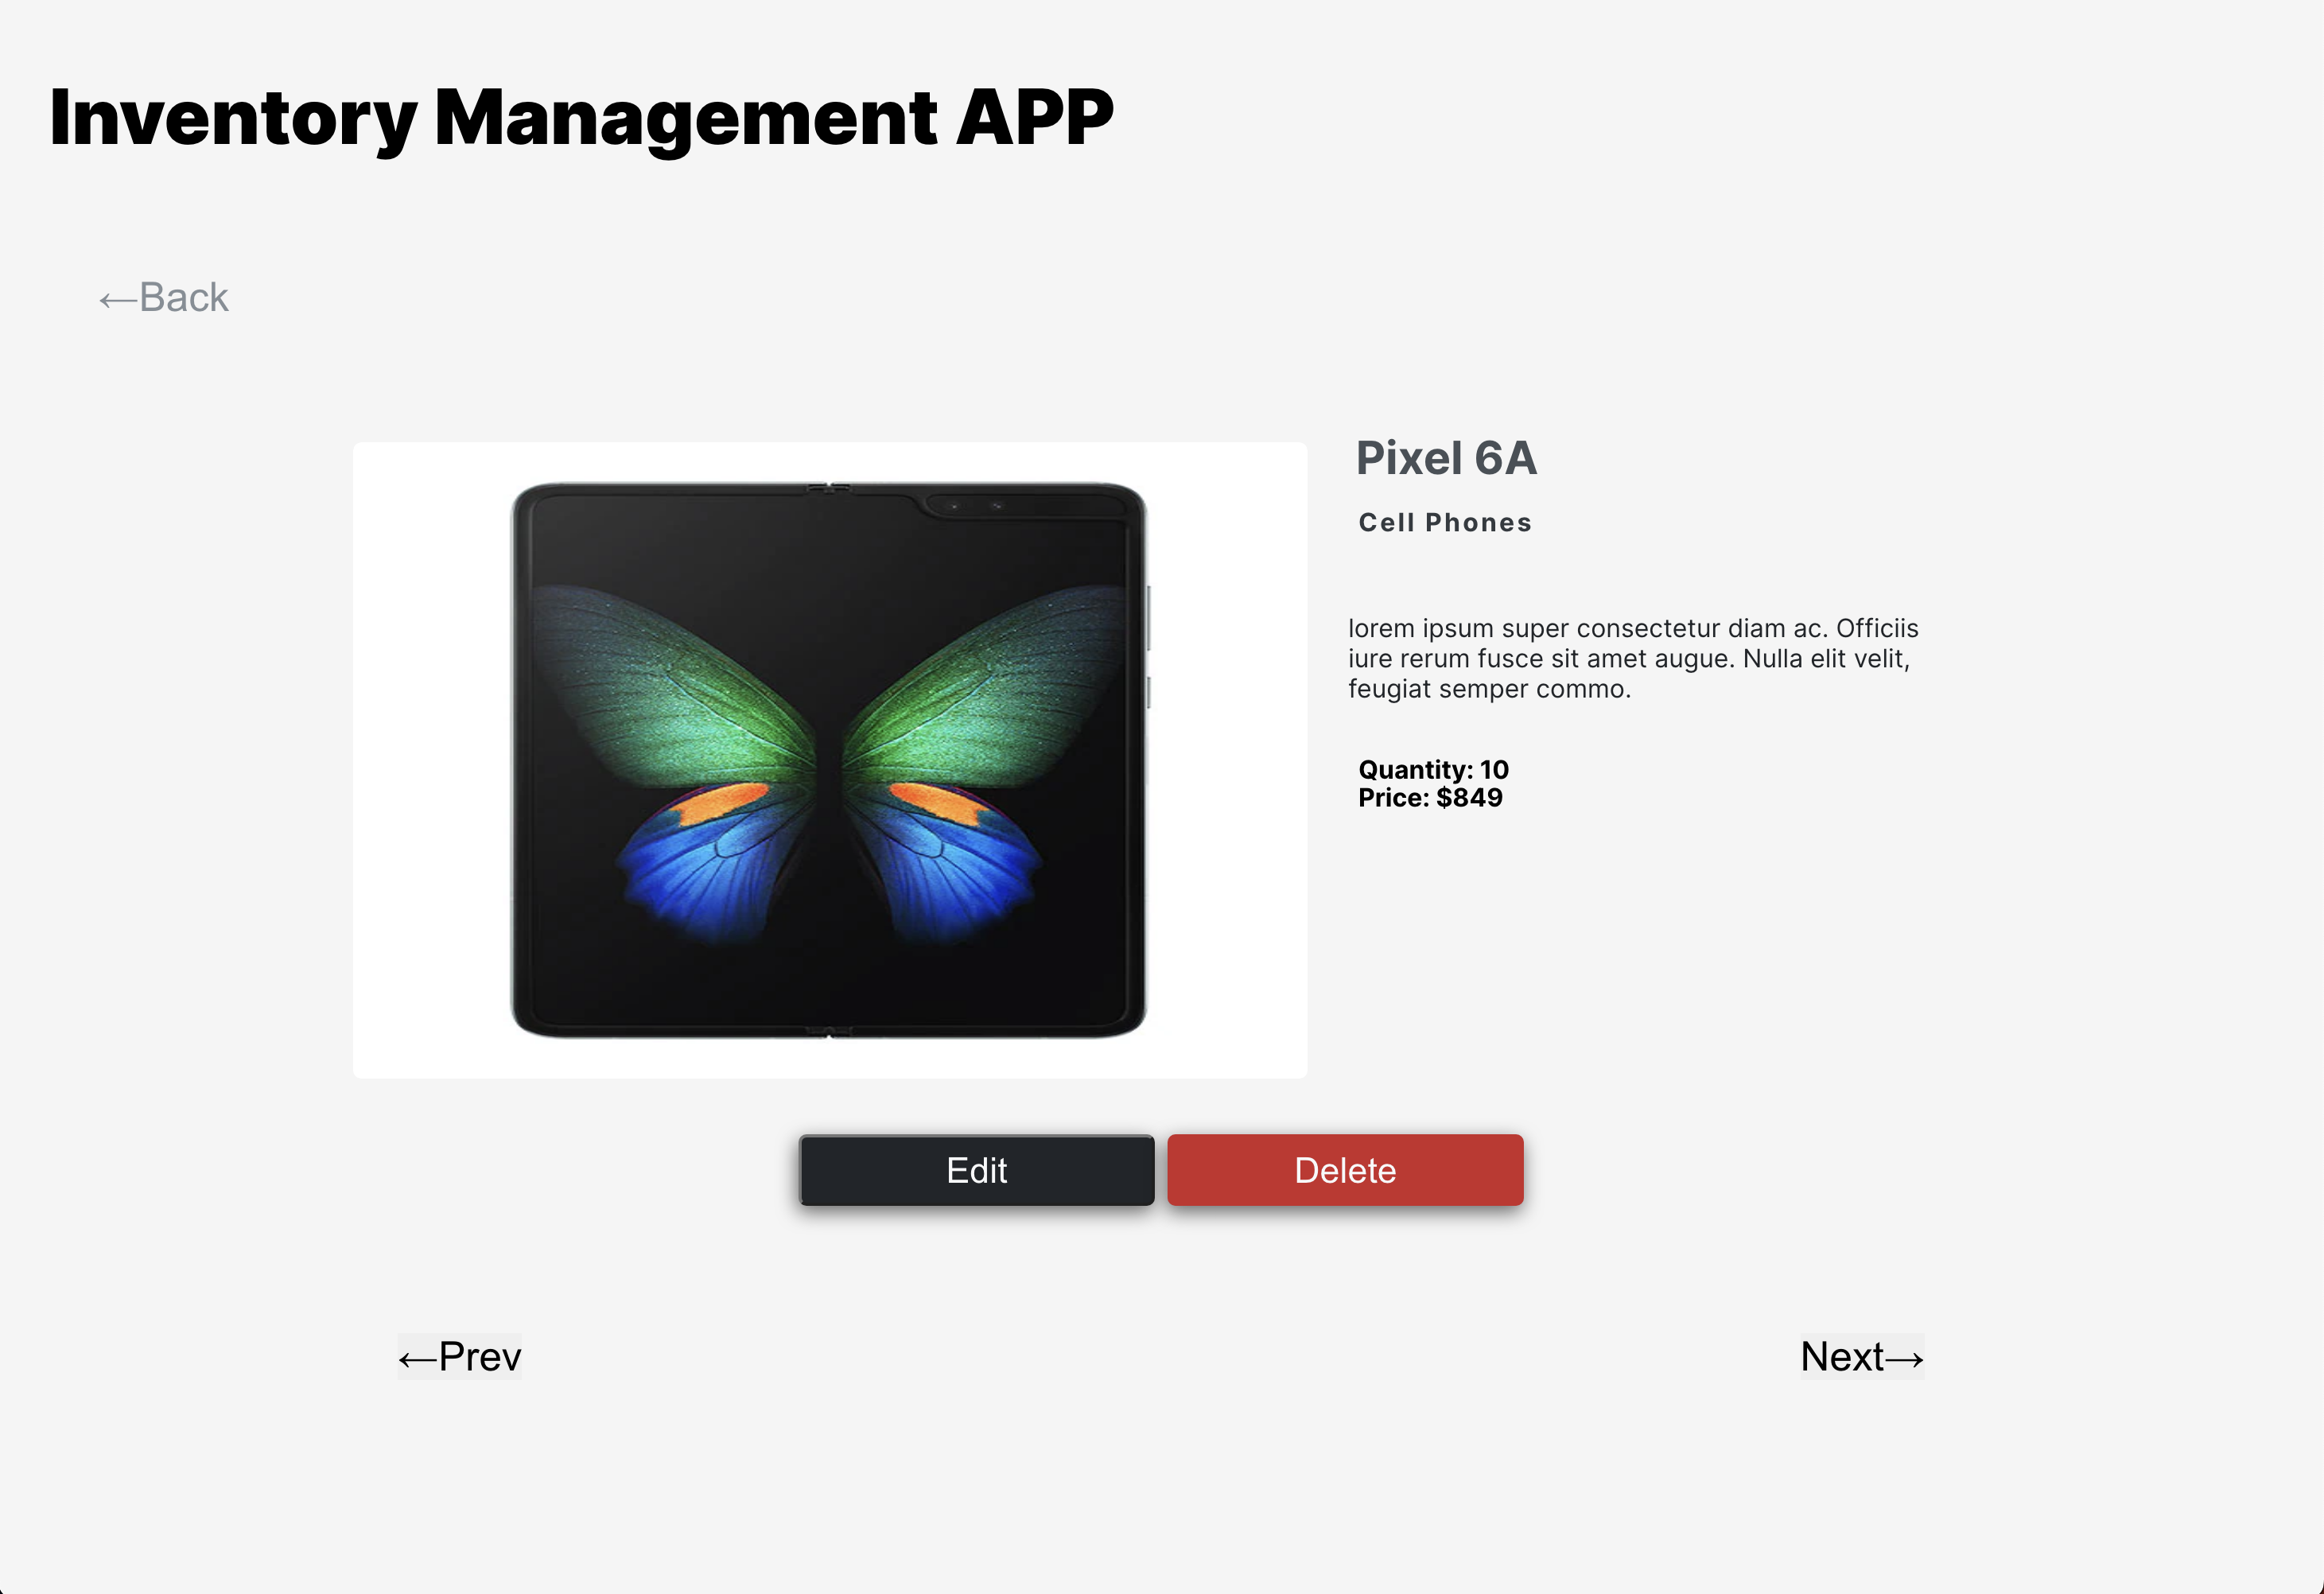 Inventory Management APP
←Back
Pixel 6A
Cell Phones
lorem ipsum super consectetur diam ac. Officiis
iure rerum fusce sit amet augue. Nulla elit velit,
feugiat semper commo.
Quantity: 10
Price: $849
Edit
Delete
←Prev
Next→